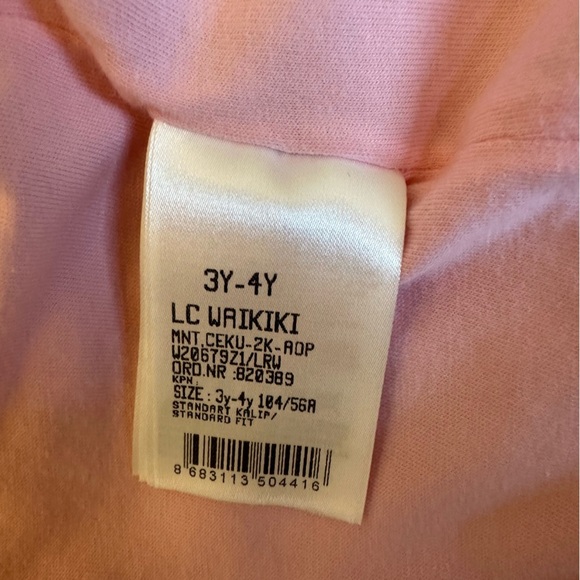 3Y-4Y
LC WAIKIKI
MNT.CEKU-2K-AOP
W20679Z1/LRW
ORD.NR :820389
KPN.
SIZE: 3y-4y 104/56A
STANDART KALIP/
STANDARD FIT
8 683113 504416